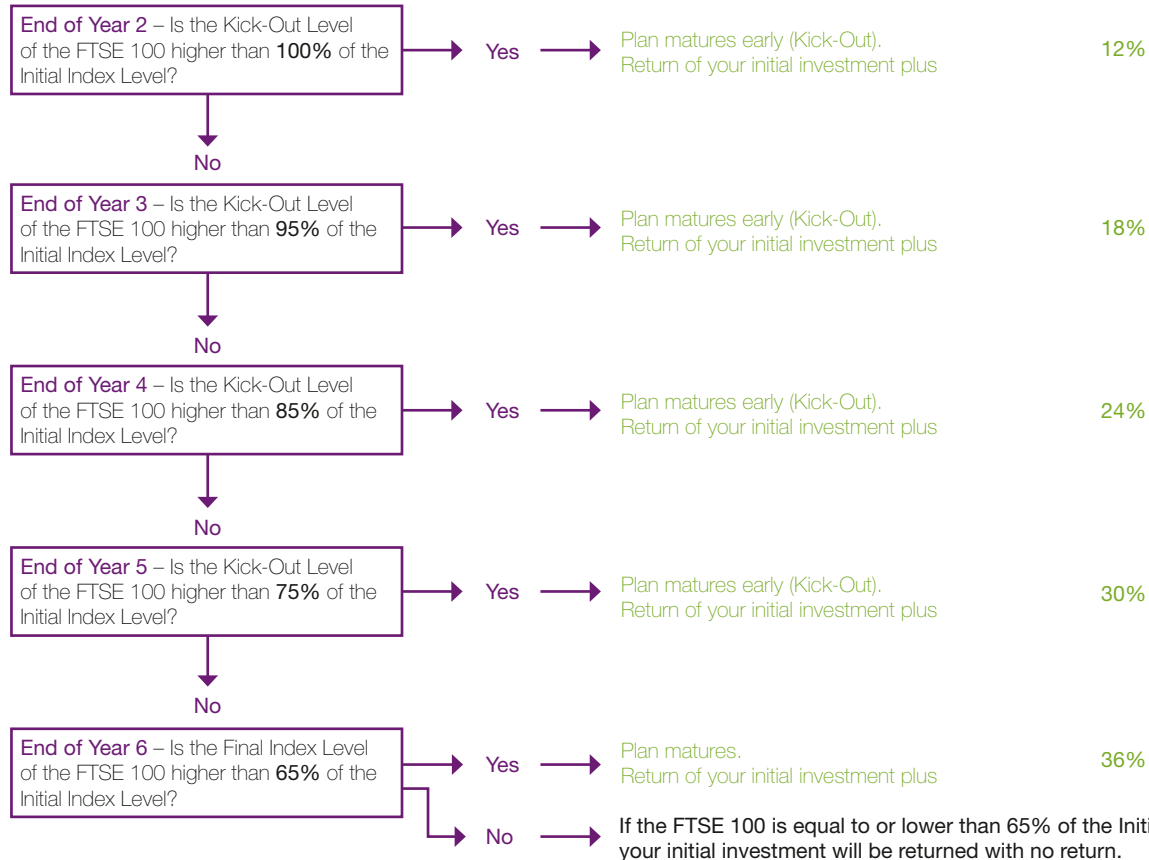 End of Year 2 – Is the Kick-Out Level
of the FTSE 100 higher than 100% of the
Initial Index Level?
Yes
Plan matures early (Kick-Out).
Return of your initial investment plus
12%
No
End of Year 3 – Is the Kick-Out Level
of the FTSE 100 higher than 95% of the
Initial Index Level?
Yes
Plan matures early (Kick-Out).
Return of your initial investment plus
18%
No
End of Year 4 – Is the Kick-Out Level
of the FTSE 100 higher than 85% of the
Initial Index Level?
Yes
Plan matures early (Kick-Out).
Return of your initial investment plus
24%
No
End of Year 5 – Is the Kick-Out Level
of the FTSE 100 higher than 75% of the
Initial Index Level?
Yes
Plan matures early (Kick-Out).
Return of your initial investment plus
30%
No
End of Year 6 – Is the Final Index Level
of the FTSE 100 higher than 65% of the
Initial Index Level?
Yes
Plan matures.
Return of your initial investment plus
36%
No
If the FTSE 100 is equal to or lower than 65% of the
your initial investment will be returned with no return.